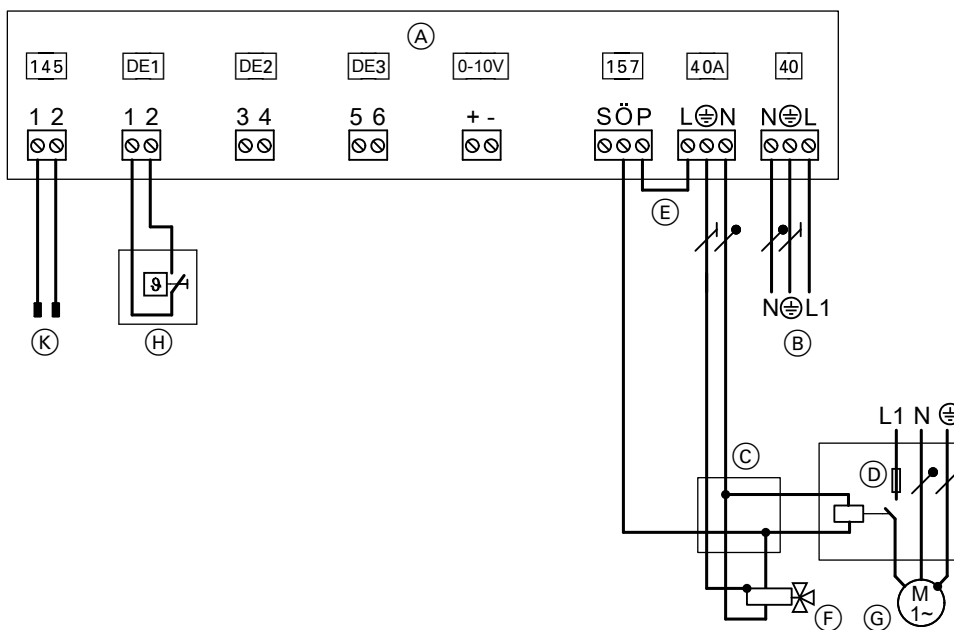 A
145 DE1 DE2 DE3 0-10V 157 40A 40
1 2 1 2 3 4 5 6 + - S Ö P L N N L
E
N L1
ϑ
K H B
L1 N
C
D
M
1~
F G